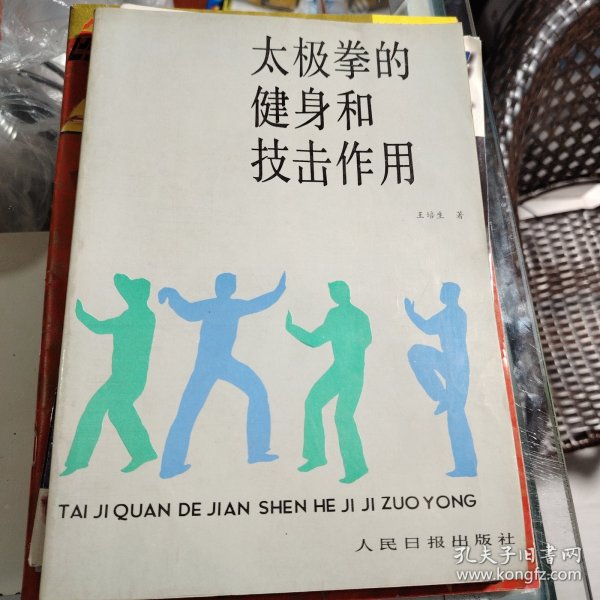 太极拳的
健身和
技击作用
王培生 著
TAI JI QUAN DE JIAN SHEN HE JI JI ZUO YONG
人民日报出版社
孔夫子旧书网
www.kongfz.com